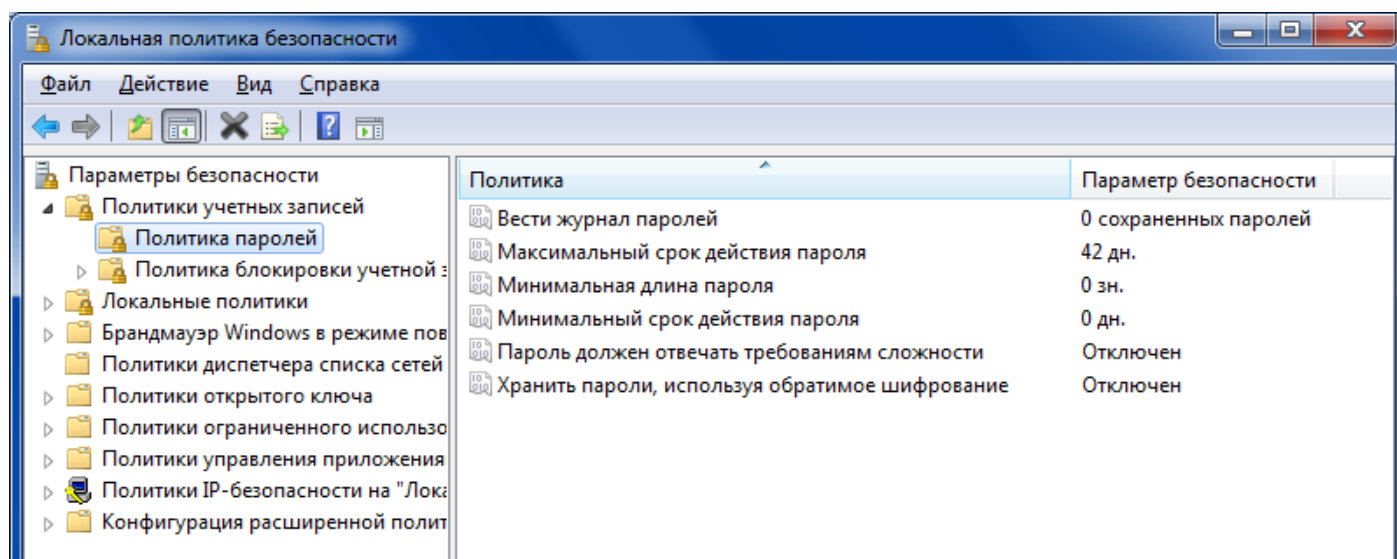 Локальная политика безопасности
Файл Действие Вид Справка
Параметры безопасности
Политики учетных записей
Политика паролей
Политика блокировки учетной з
Локальные политики
Брандмауэр Windows в режиме пов
Политики диспетчера списка сетей
Политики открытого ключа
Политики ограниченного использо
Политики управления приложения
Политики IP-безопасности на "Лока
Конфигурация расширенной полит
Политика Параметр безопасности
Вести журнал паролей 0 сохраненных паролей
Максимальный срок действия пароля 42 дн.
Минимальная длина пароля 0 зн.
Минимальный срок действия пароля 0 дн.
Пароль должен отвечать требованиям сложности Отключен
Хранить пароли, используя обратимое шифрование Отключен